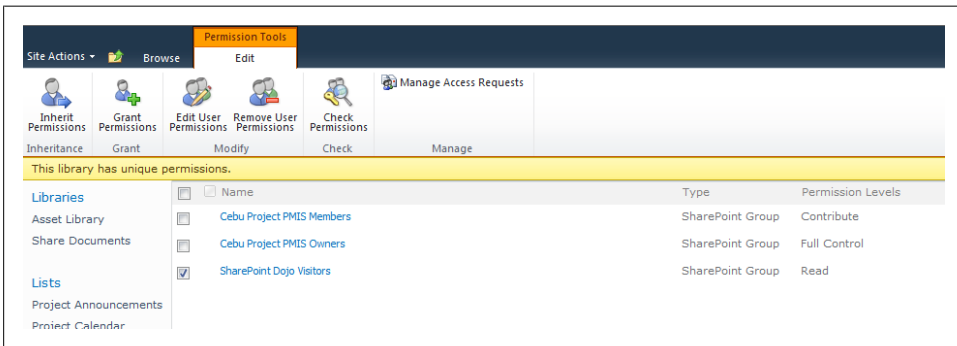 Permission Tools
Site Actions Browse Edit
Inherit Permissions Grant Permissions Edit User Permissions Remove User Permissions Check Permissions Manage Access Requests
Inheritance Grant Modify Check Manage
This library has unique permissions.
Libraries
Asset Library
Share Documents
Lists
Project Announcements
Project Calendar
Name Type Permission Levels
Cebu Project PMIS Members SharePoint Group Contribute
Cebu Project PMIS Owners SharePoint Group Full Control
SharePoint Dojo Visitors SharePoint Group Read